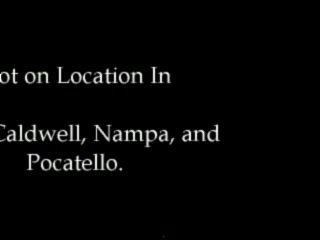 ot on Location In
Caldwell, Nampa, and
Pocatello.